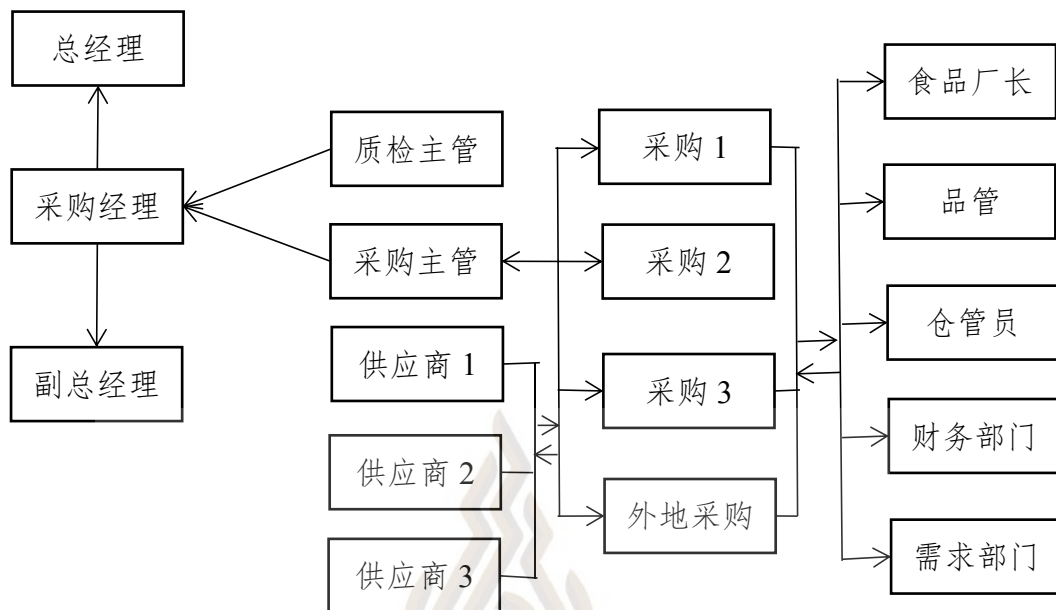 总经理
采购经理
副总经理
质检主管
采购主管
供应商 1
供应商 2
供应商 3
采购 1
采购 2
采购 3
外地采购
食品厂长
品管
仓管员
财务部门
需求部门